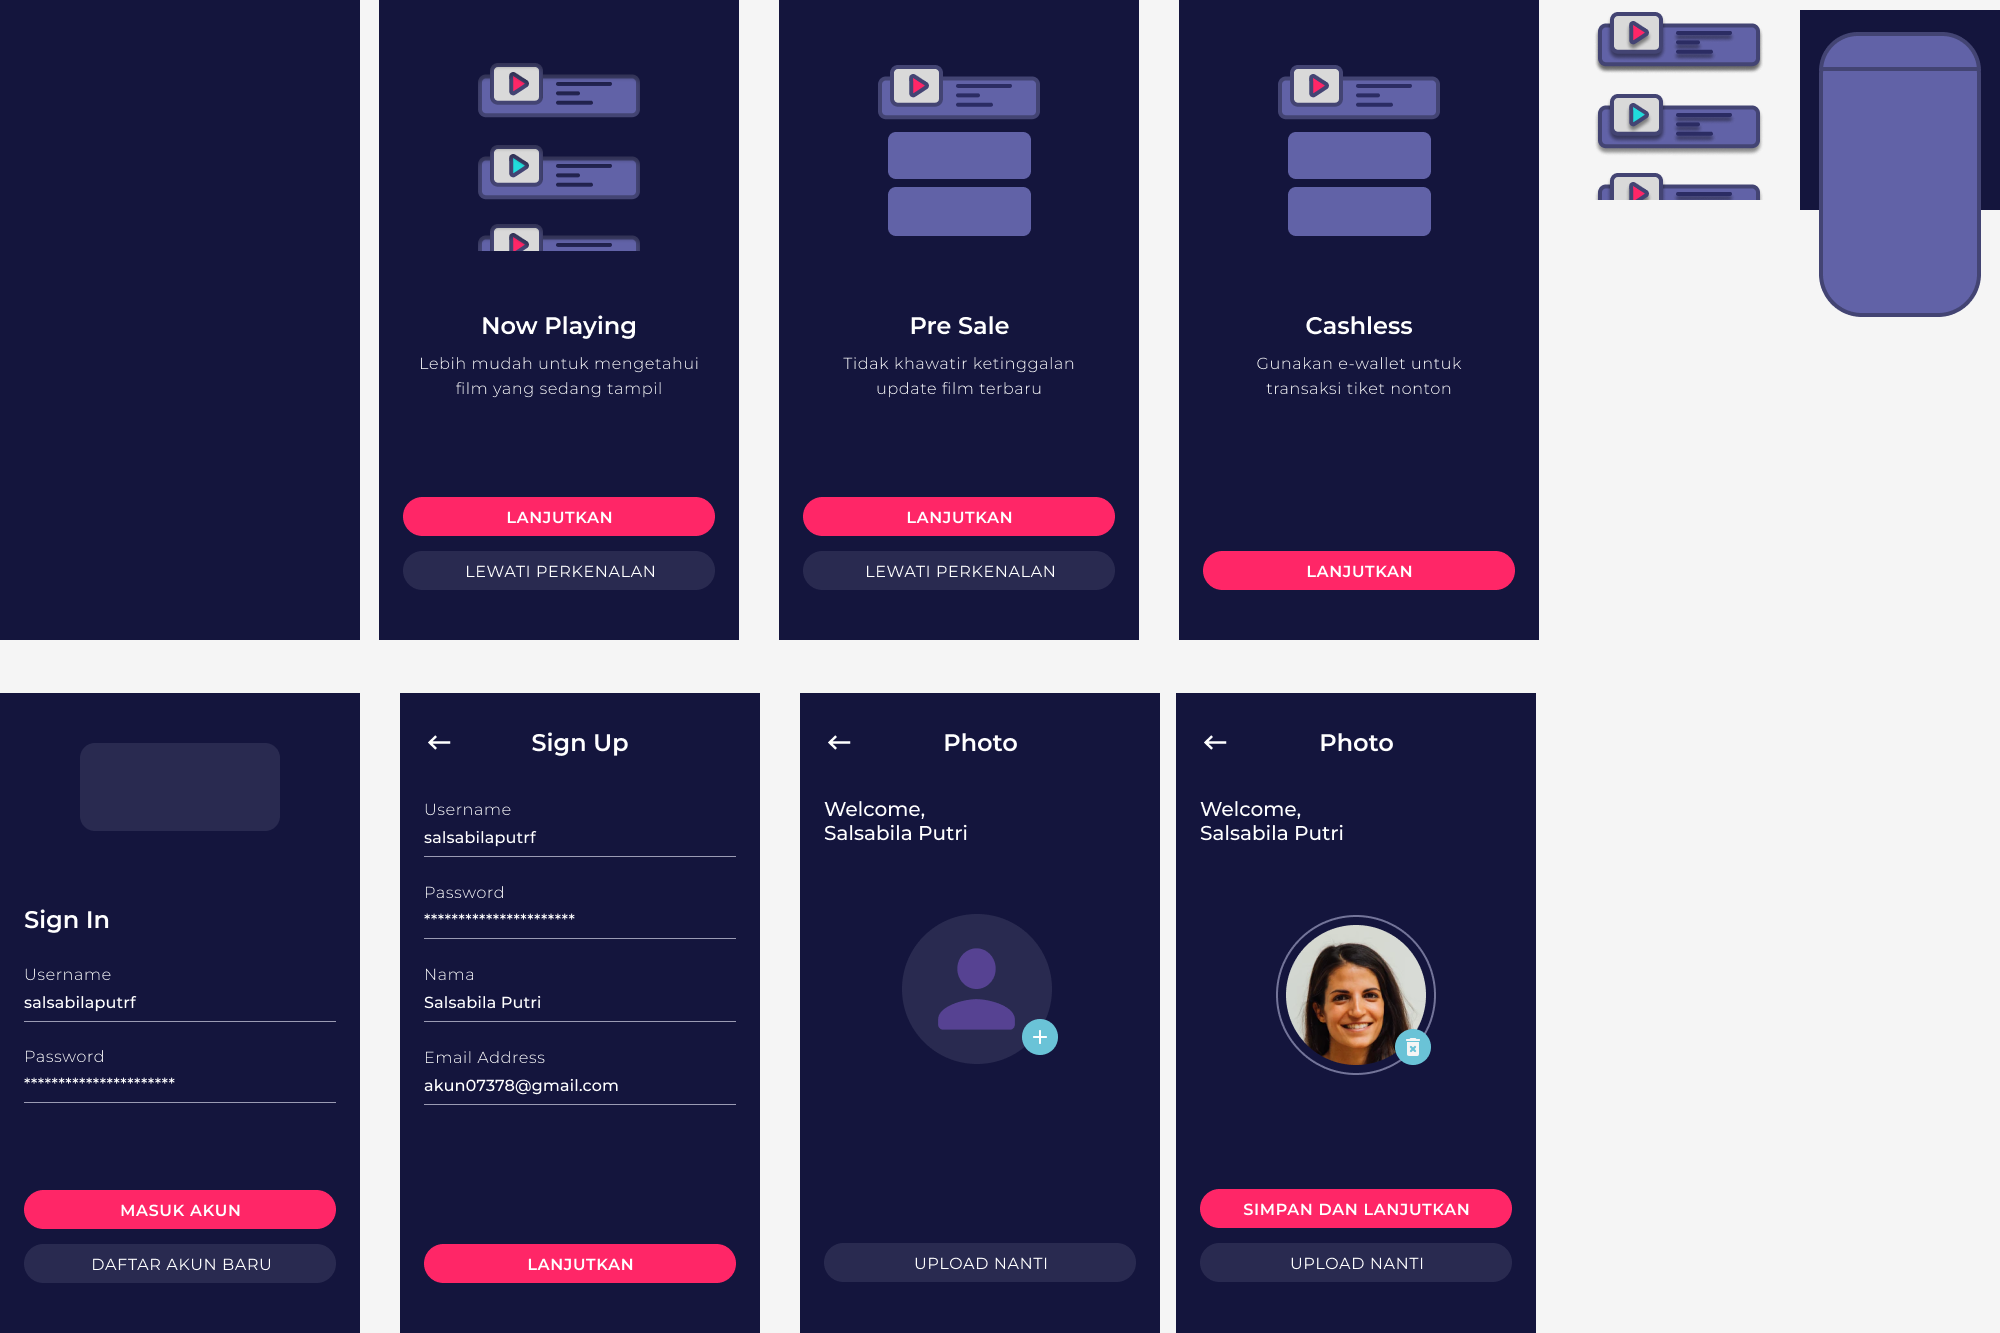 Now Playing
Lebih mudah untuk mengetahui
film yang sedang tampil
LANJUTKAN
LEWATI PERKENALAN
Pre Sale
Tidak khawatir ketinggalan
update film terbaru
LANJUTKAN
LEWATI PERKENALAN
Cashless
Gunakan e-wallet untuk
transaksi tiket nonton
LANJUTKAN
Sign In
Username
salsabilaputrf
Password
**********************
MASUK AKUN
DAFTAR AKUN BARU
Sign Up
Username
salsabilaputrf
Password
**********************
Nama
Salsabila Putri
Email Address
akun07378@gmail.com
LANJUTKAN
Photo
Welcome,
Salsabila Putri
UPLOAD NANTI
Photo
Welcome,
Salsabila Putri
SIMPAN DAN LANJUTKAN
UPLOAD NANTI